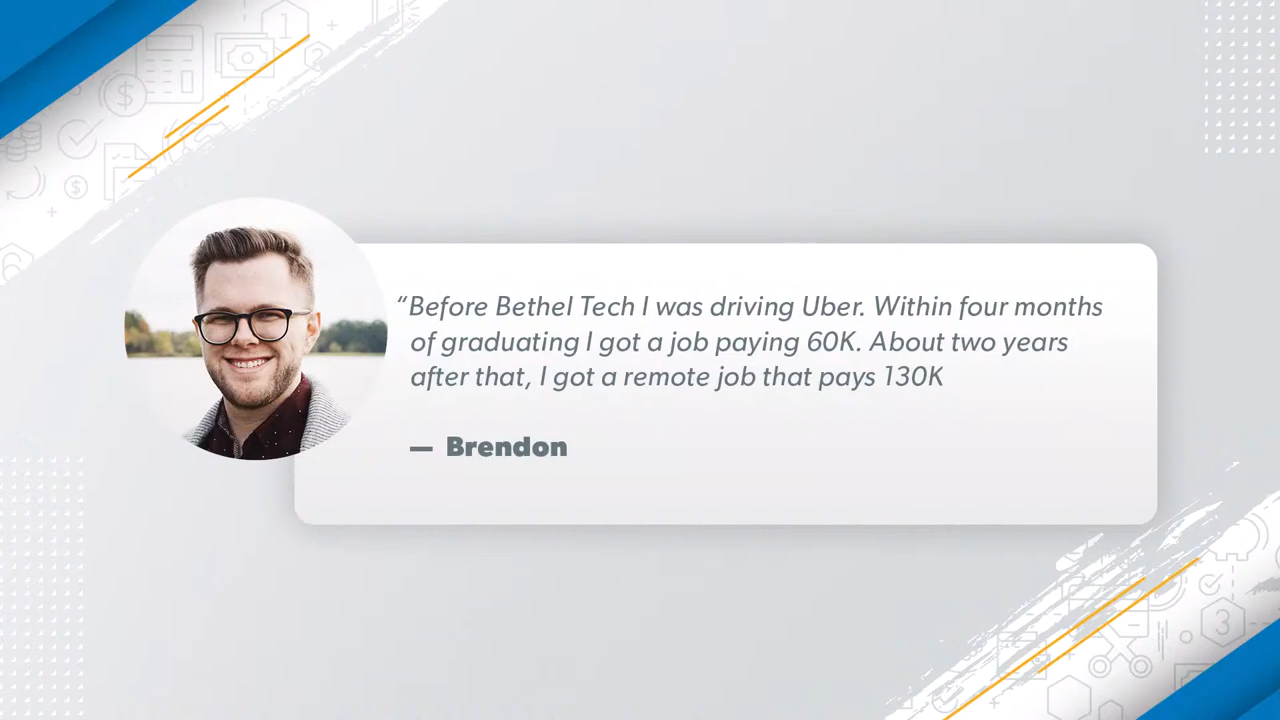 “Before Bethel Tech I was driving Uber. Within four months
of graduating I got a job paying 60K. About two years
after that, I got a remote job that pays 130K
— Brendon